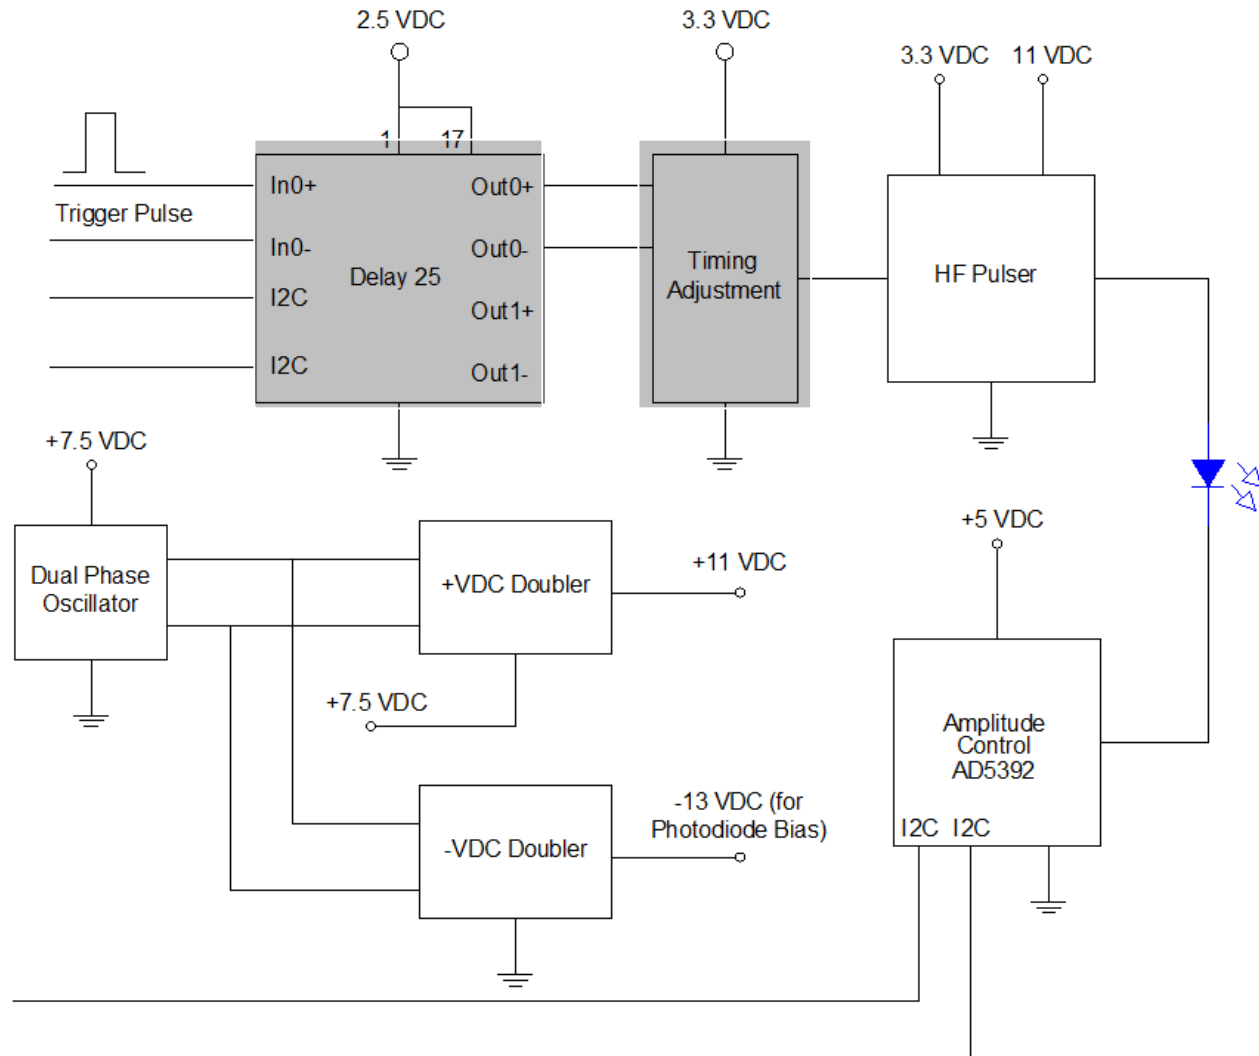 2.5 VDC
3.3 VDC
3.3 VDC
11 VDC
1
17
In0+
Out0+
Trigger Pulse
In0-
Out0-
Delay 25
I2C
Out1+
I2C
Out1-
Timing
Adjustment
HF Pulser
+7.5 VDC
Dual Phase
Oscillator
+VDC Doubler
+11 VDC
+7.5 VDC
+5 VDC
-VDC Doubler
-13 VDC (for
Photodiode Bias)
Amplitude
Control
AD5392
I2C
I2C